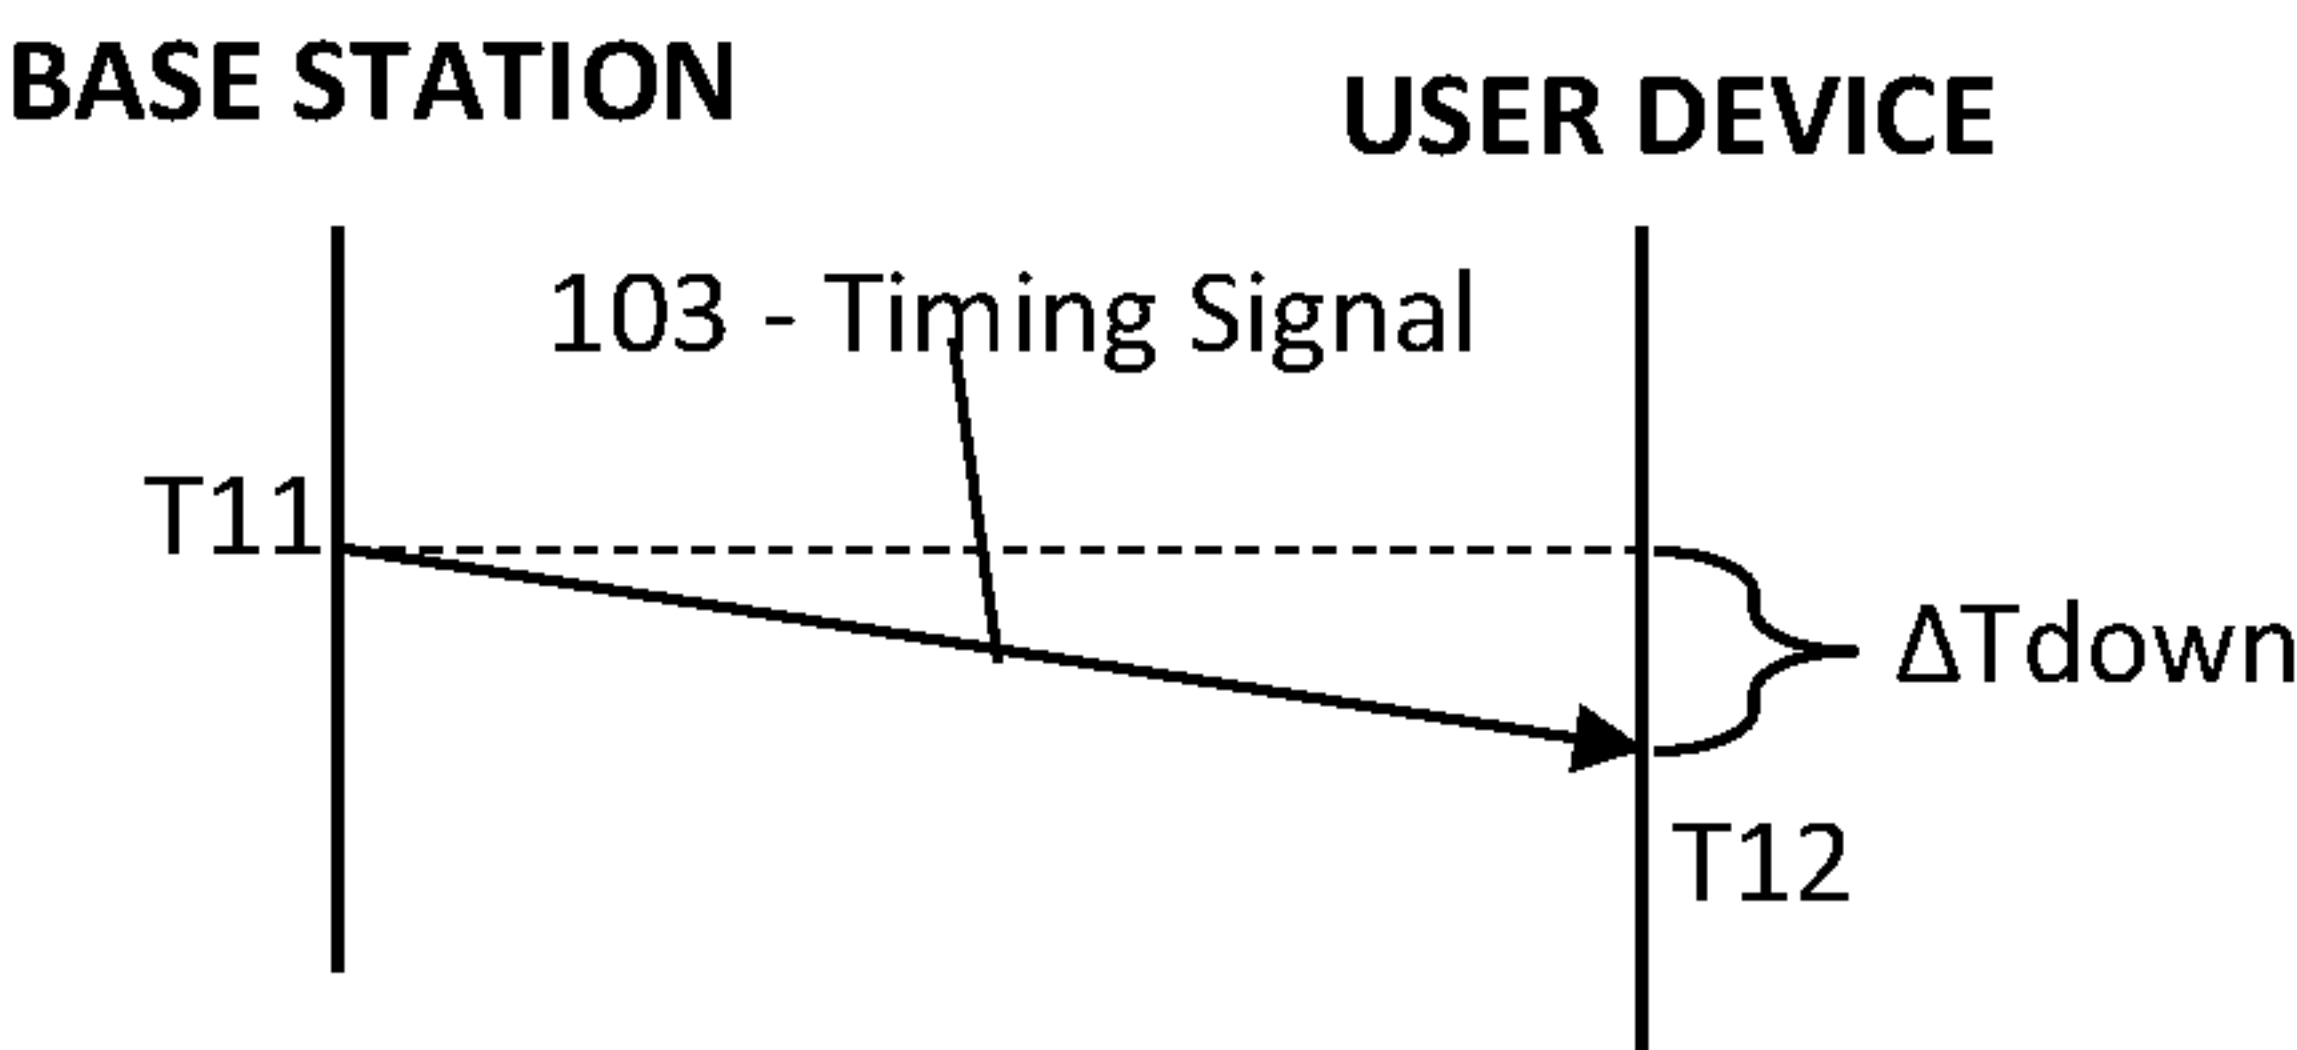 BASE STATION
USER DEVICE
103 - Timing Signal
T11
ΔTdown
T12